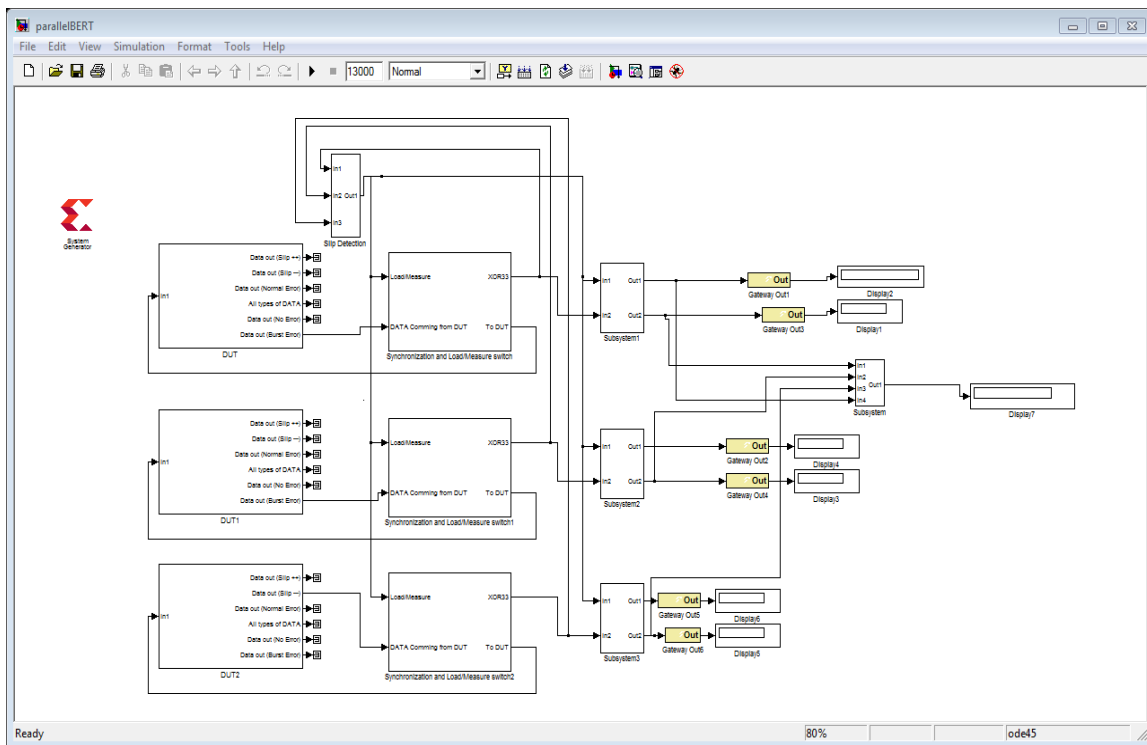 parallelBERT
File Edit View Simulation Format Tools Help
13000 Normal
System
Generator
In1
In2 Out1
In3
Slip Detection
In1
Data out (Slip ++)
Data out (Slip --)
Data out (Normal Error)
All types of DATA
Data out (No Error)
Data out (Burst Error)
DUT
Load/Measure XOR33
DATA Comming from DUT To DUT
Synchronization and Load/Measure switch
In1 Out1
In2 Out2
Subsystem1
Out
Gateway Out1
Display2
Out
Gateway Out3
Display1
In1
In2
In3
In4
Out1
Subsystem
Display7
In1
Data out (Slip ++)
Data out (Slip --)
Data out (Normal Error)
All types of DATA
Data out (No Error)
Data out (Burst Error)
DUT1
Load/Measure XOR33
DATA Comming from DUT To DUT
Synchronization and Load/Measure switch1
In1 Out1
In2 Out2
Subsystem2
Out
Gateway Out2
Display4
Out
Gateway Out4
Display3
In1
Data out (Slip ++)
Data out (Slip --)
Data out (Normal Error)
All types of DATA
Data out (No Error)
Data out (Burst Error)
DUT2
Load/Measure XOR33
DATA Comming from DUT To DUT
Synchronization and Load/Measure switch2
In1 Out1
In2 Out2
Subsystem3
Out
Gateway Out5
Display6
Out
Gateway Out6
Display5
Ready 80% ode45